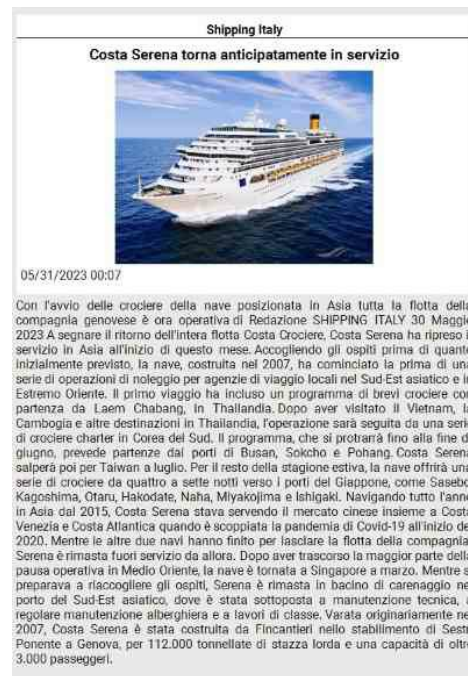 Shipping Italy
Costa Serena torna anticipatamente in servizio
05/31/2023 00:07
Con l'avvio delle crociere della nave posizionata in Asia tutta la flotta della
compagnia genovese è ora operativa di Redazione SHIPPING ITALY 30 Maggio
2023 A segnare il ritorno dell'intera flotta Costa Crociere, Costa Serena ha ripreso il
servizio in Asia all'inizio di questo mese. Accogliendo gli ospiti prima di quanto
inizialmente previsto, la nave, costruita nel 2007, ha cominciato la prima di una
serie di operazioni di noleggio per agenzie di viaggio locali nel Sud-Est asiatico e in
Estremo Oriente. Il primo viaggio ha incluso un programma di brevi crociere con
partenza da Laem Chabang, in Thailandia. Dopo aver visitato il Vietnam, la
Cambogia e altre destinazioni in Thailandia, l'operazione sarà seguita da una serie
di crociere charter in Corea del Sud. Il programma, che si protrarrà fino alla fine di
giugno, prevede partenze dai porti di Busan, Sokcho e Pohang. Costa Serena
salperà poi per Taiwan a luglio. Per il resto della stagione estiva, la nave offrirà una
serie di crociere da quattro a sette notti verso i porti del Giappone, come Sasebo,
Kagoshima, Otaru, Hakodate, Naha, Miyakojima e Ishigaki. Navigando tutto l'anno
in Asia dal 2015, Costa Serena stava servendo il mercato cinese insieme a Costa
Venezia e Costa Atlantica quando è scoppiata la pandemia di Covid-19 all'inizio del
2020. Mentre le altre due navi hanno finito per lasciare la flotta della compagnia,
Serena è rimasta fuori servizio da allora. Dopo aver trascorso la maggior parte della
pausa operativa in Medio Oriente, la nave è tornata a Singapore a marzo. Mentre si
preparava a riaccogliere gli ospiti, Serena è rimasta in bacino di carenaggio nel
porto del Sud-Est asiatico, dove è stata sottoposta a manutenzione tecnica, a
regolare manutenzione alberghiera e a lavori di classe. Varata originariamente nel
2007, Costa Serena è stata costruita da Fincantieri nello stabilimento di Sestri
Ponente a Genova, per 112.000 tonnellate di stazza lorda e una capacità di oltre
3.000 passeggeri.